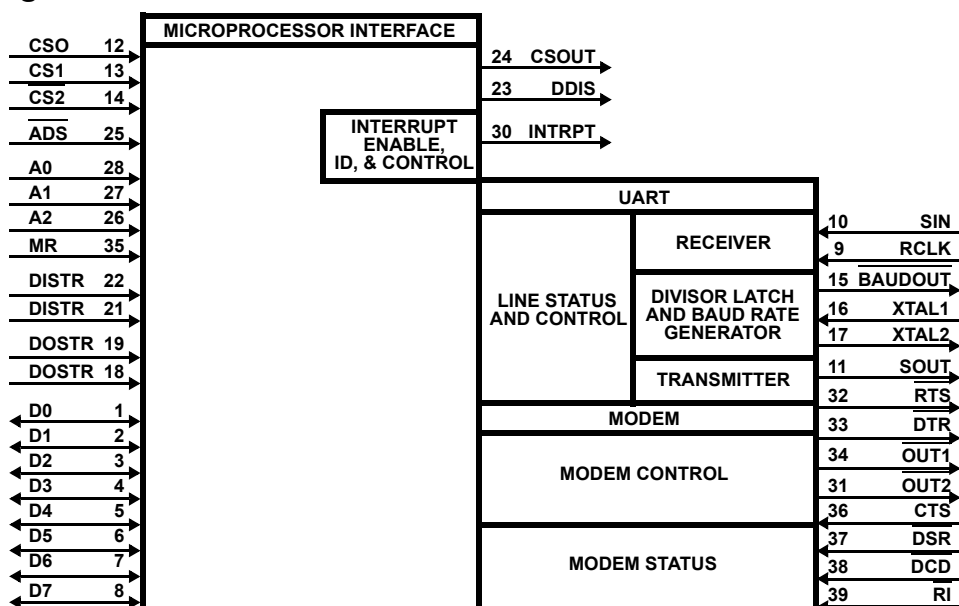 MICROPROCESSOR INTERFACE
CSO 12
CS1 13
CS2 14
ADS 25
A0 28
A1 27
A2 26
MR 35
DISTR 22
DISTR 21
DOSTR 19
DOSTR 18
D0 1
D1 2
D2 3
D3 4
D4 5
D5 6
D6 7
D7 8
24 CSOUT
23 DDIS
30 INTRPT
INTERRUPT
ENABLE,
ID, & CONTROL
UART
LINE STATUS
AND CONTROL
RECEIVER
DIVISOR LATCH
AND BAUD RATE
GENERATOR
TRANSMITTER
MODEM
MODEM CONTROL
MODEM STATUS
10 SIN
9 RCLK
15 BAUDOUT
16 XTAL1
17 XTAL2
11 SOUT
32 RTS
33 DTR
34 OUT1
31 OUT2
36 CTS
37 DSR
38 DCD
39 RI